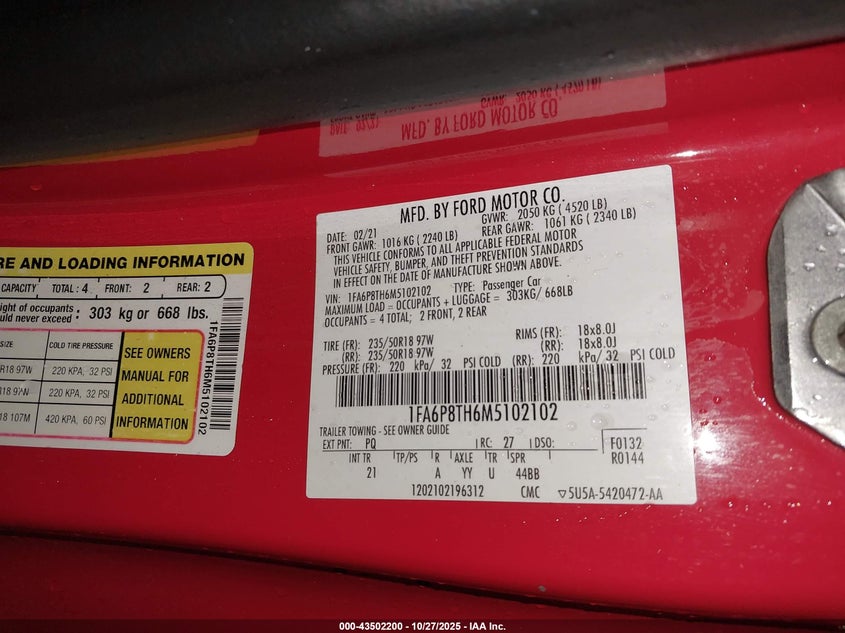 MFD. BY FORD MOTOR CO.
DATE: 02/21 GVWR: 2050 KG ( 4520 LB)
FRONT GAWR: 1016 KG ( 2240 LB) REAR GAWR: 1061 KG ( 2340 LB)
THIS VEHICLE CONFORMS TO ALL APPLICABLE FEDERAL MOTOR
VEHICLE SAFETY, BUMPER, AND THEFT PREVENTION STANDARDS
IN EFFECT ON THE DATE OF MANUFACTURE SHOWN ABOVE.
VIN: 1FA6P8TH6M5102102 TYPE: Passenger Car
MAXIMUM LOAD = OCCUPANTS + LUGGAGE = 303KG/ 668LB
OCCUPANTS = 4 TOTAL; 2 FRONT, 2 REAR
TIRE (FR): 235/50R18 97W RIMS (FR): 18x8.0J
(RR): 235/50R18 97W (RR): 18x8.0J
PRESSURE (FR): 220 kPa/ 32 PSI COLD (RR): 220 kPa/ 32 PSI COLD
1FA6P8TH6M5102102
TRAILER TOWING - SEE OWNER GUIDE
EXT PNT: PQ RC: 27 DSO: F0132
INT TR TP/PS R AXLE TR SPR R0144
21 A YY U 44BB
1202102196312 CMC ▽5U5A-5420472-AA
RE AND LOADING INFORMATION
CAPACITY TOTAL: 4 FRONT: 2 REAR: 2
ight of occupants
uld never exceed : 303 kg or 668 lbs.
SIZE COLD TIRE PRESSURE SEE OWNERS
R18 97W 220 KPA, 32 PSI MANUAL FOR
220 KPA, 32 PSI ADDITIONAL
18 107M 420 KPA, 60 PSI INFORMATION
1FA6P8TH6M5102102
000-43502200 - 10/27/2025 - IAA Inc.